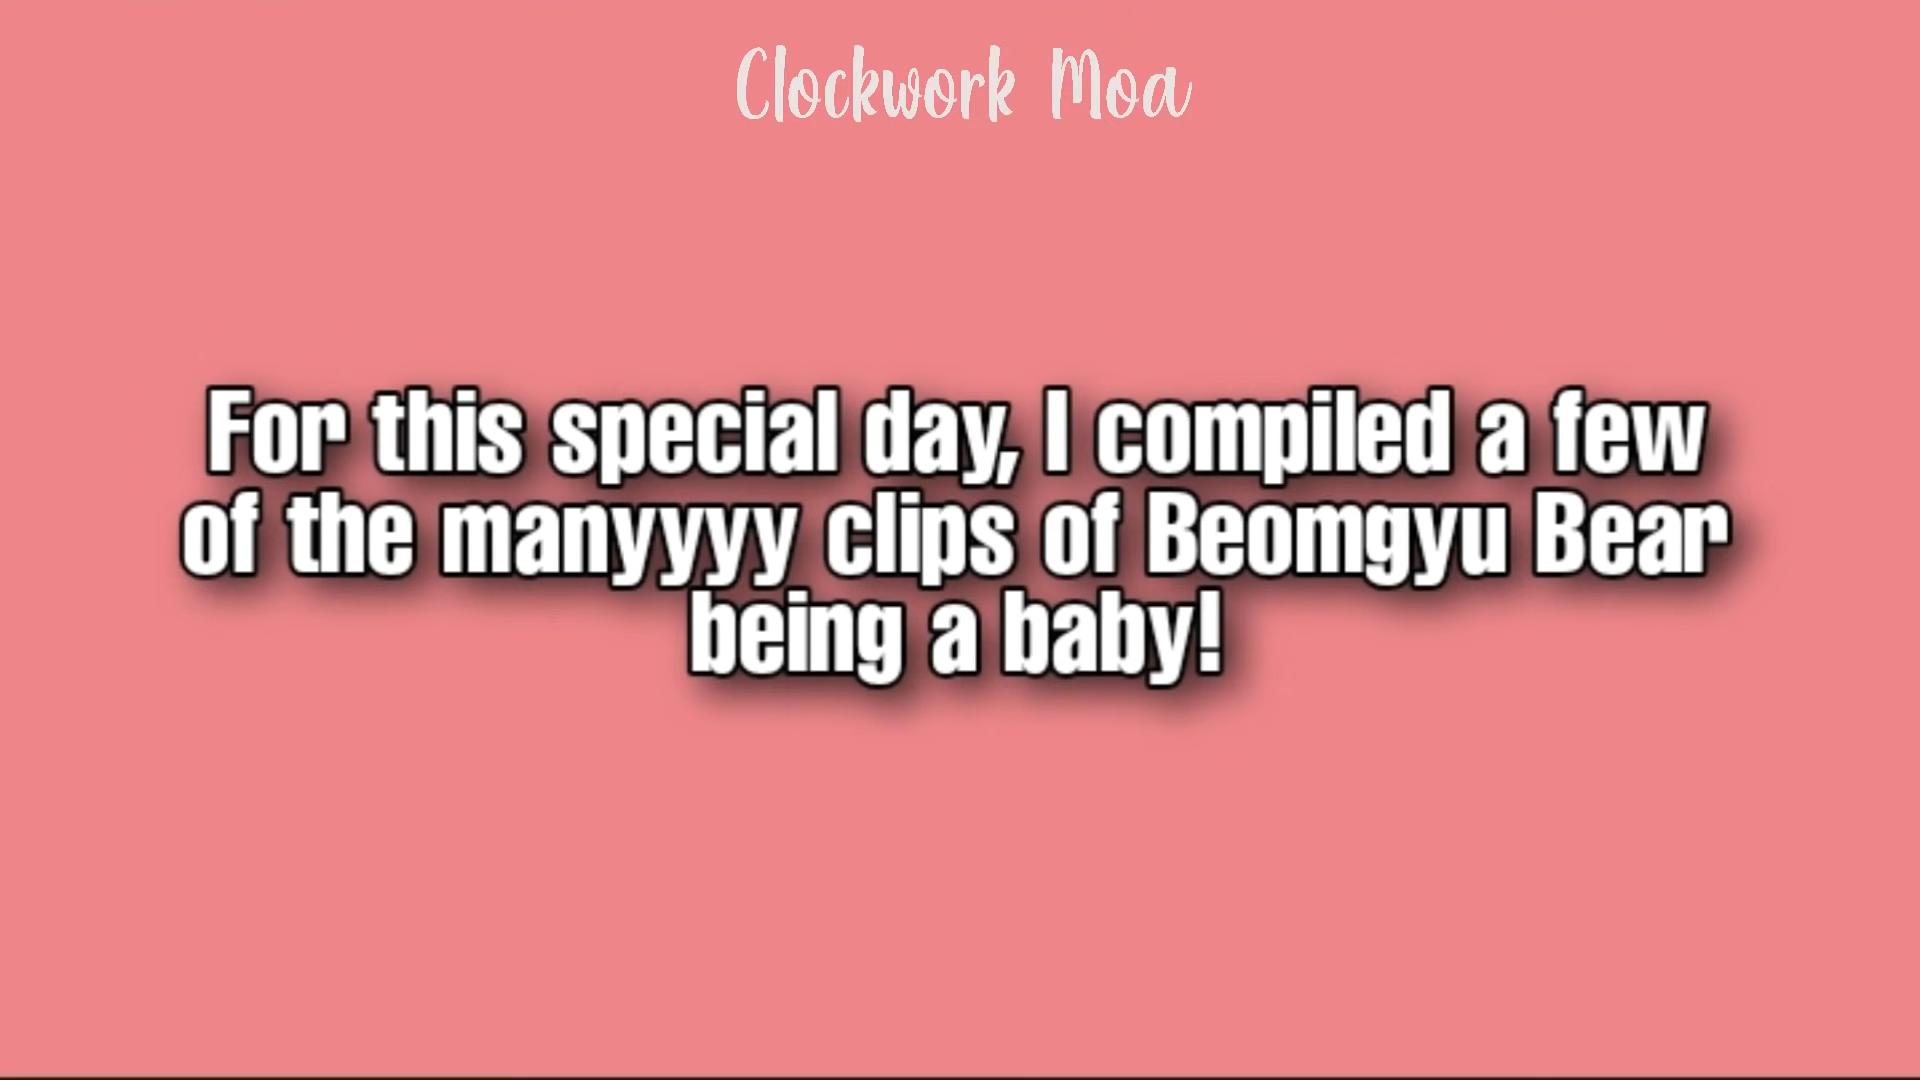 Clockwork Moa
For this special day, I compiled a few
of the manyyyy clips of Beomgyu Bear
being a baby!